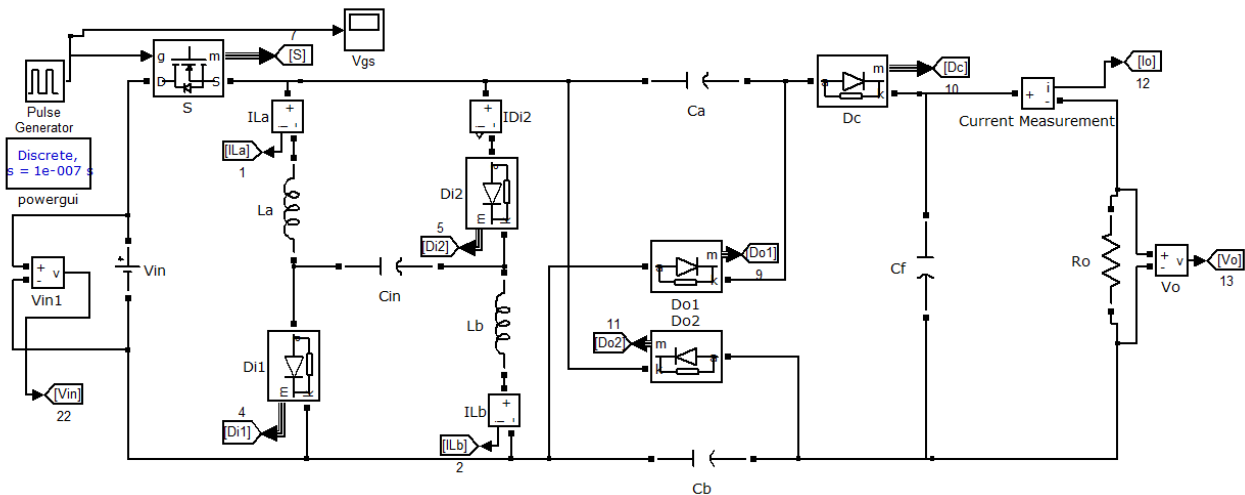 7
g
m
D
S
[S]
S
Vgs
Pulse
Generator
Discrete,
s = 1e-007 s
powergui
ILa
+
i
-
[ILa]
1
La
IDi2
+
i
-
Di2
a
k
m
5
[Di2]
Ca
a
m
k
Dc
[Dc]
10
+
i
-
Current Measurement
[Io]
12
+
-
v
Vin1
+
Vin
[Vin]
22
Cin
Di1
a
k
m
4
[Di1]
Lb
ILb
+
i
-
[ILb]
2
a
m
k
[Do1]
9
Do1
Do2
11
[Do2]
m
k
a
Cb
Cf
Ro
+
-
v
Vo
[Vo]
13